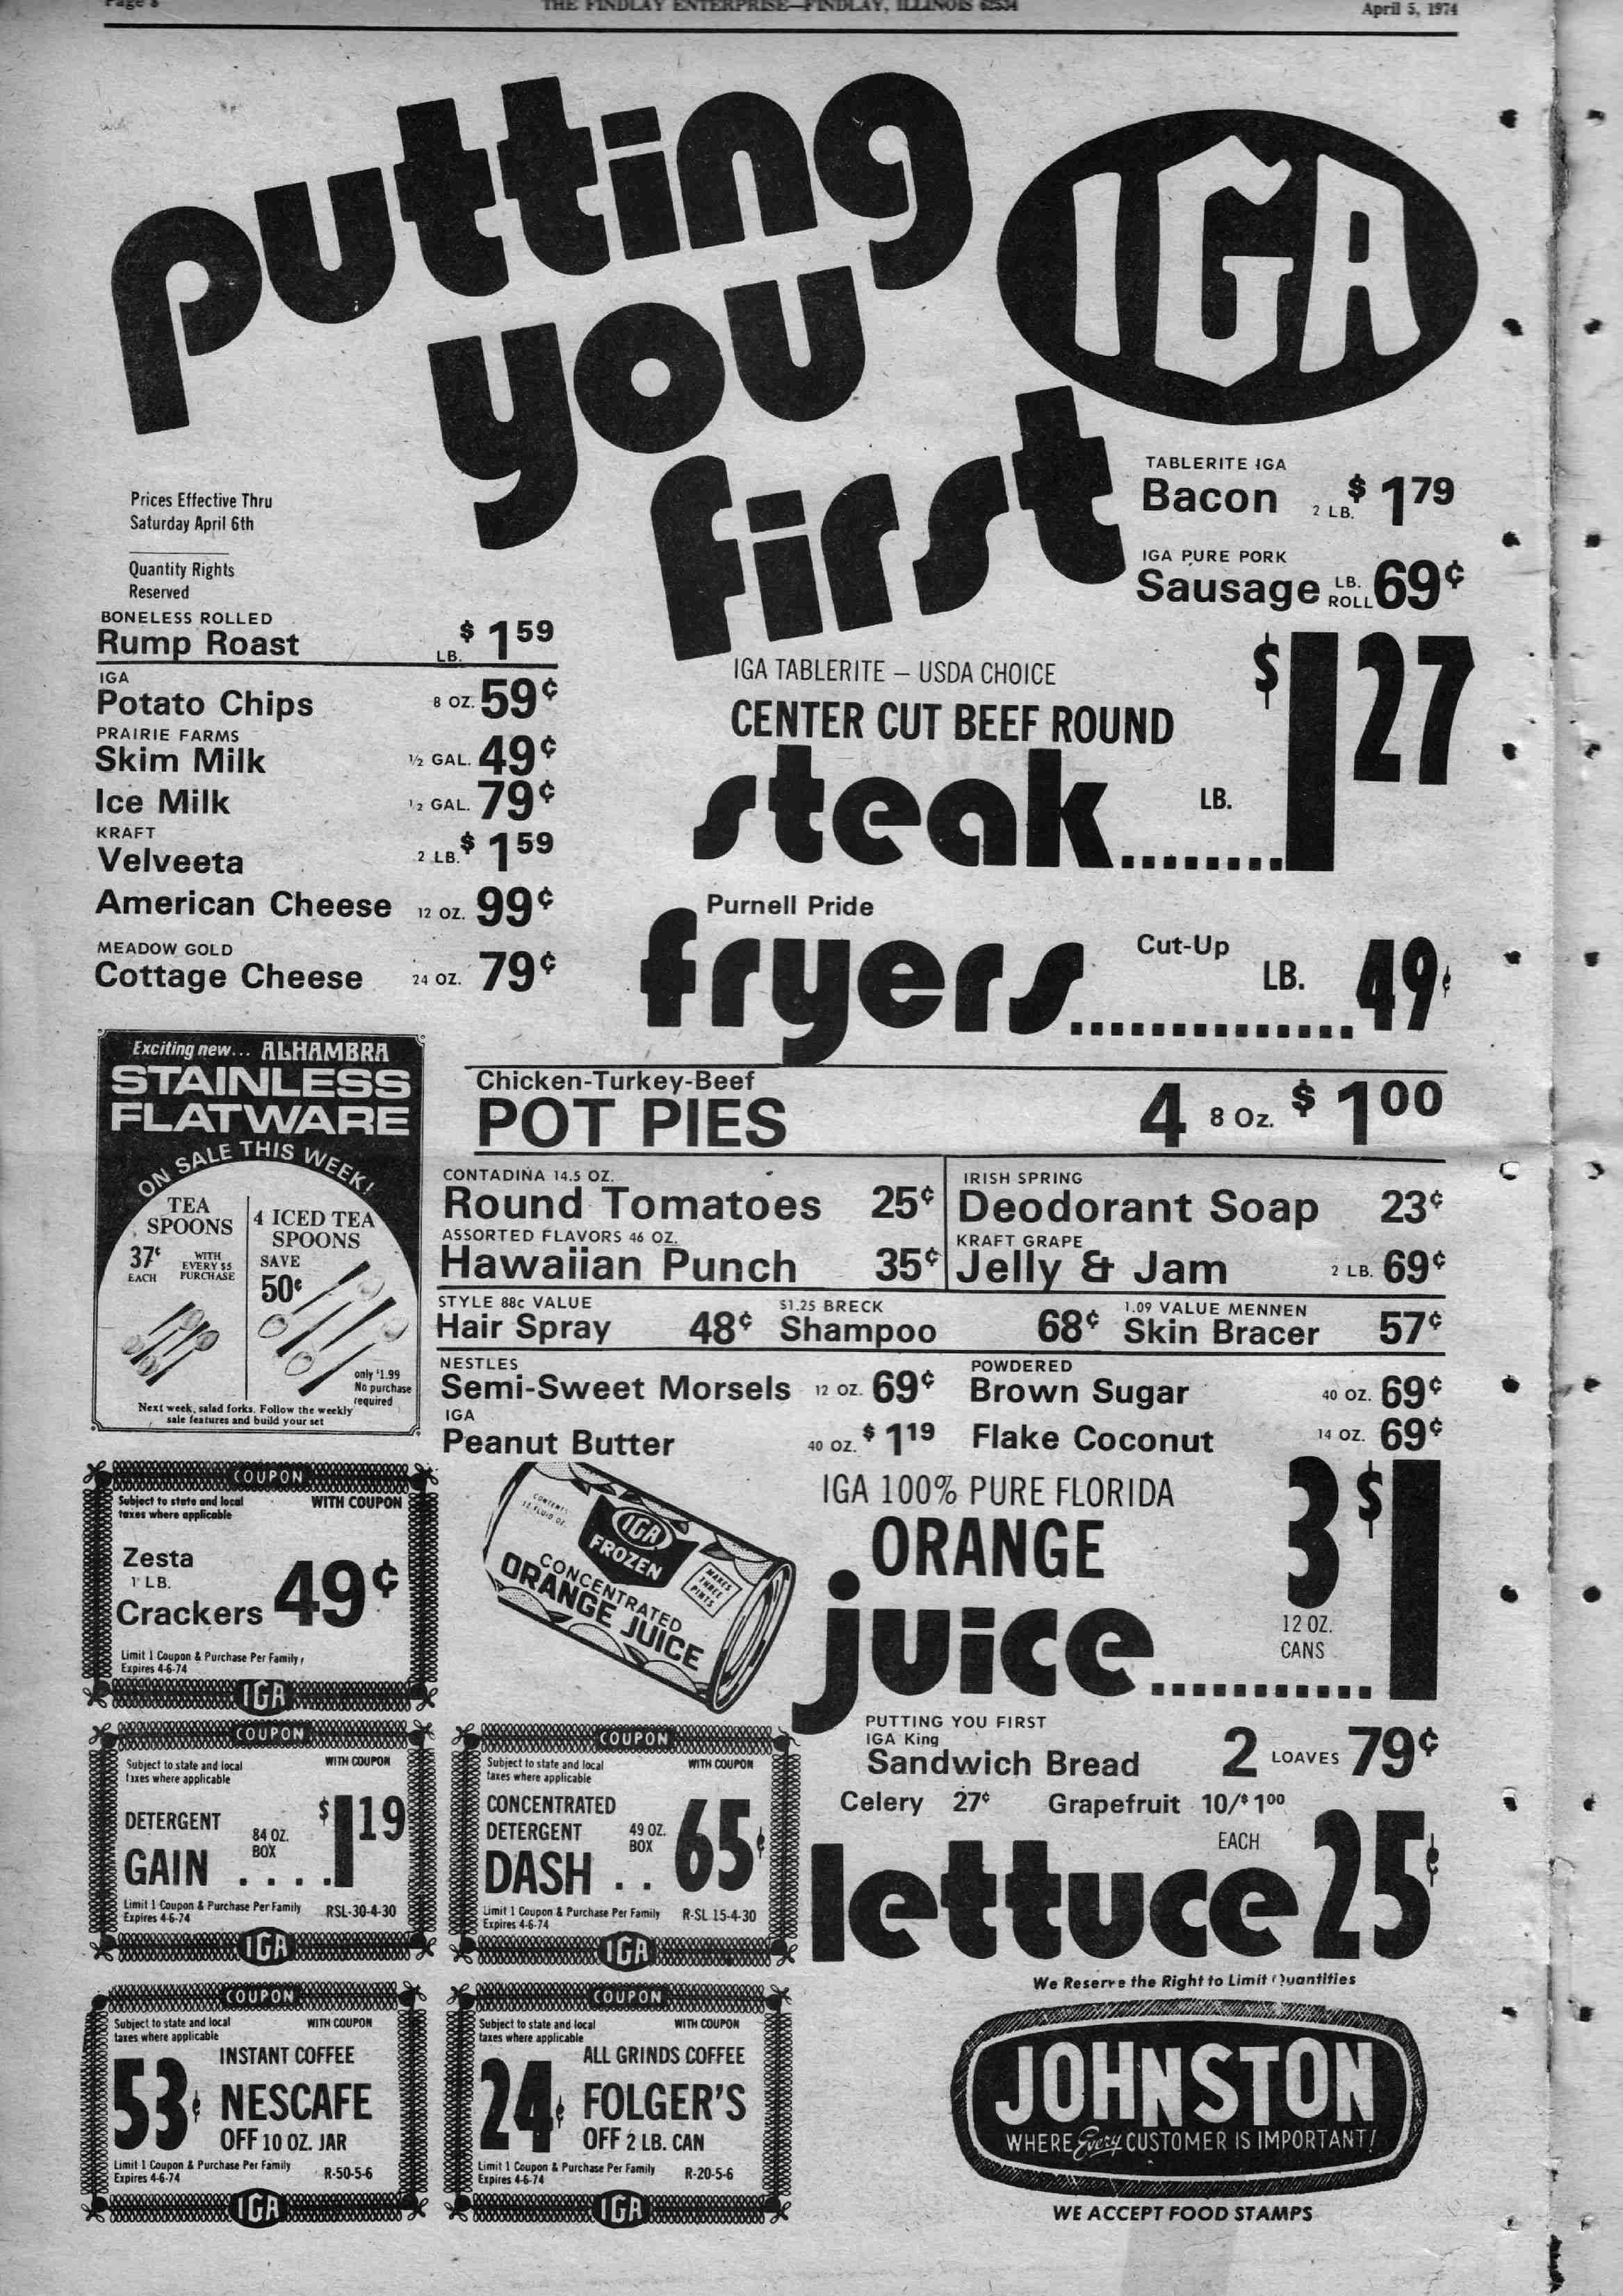 Page 8
THE FINDLAY ENTERPRISE—FINDLAY, ILLINOIS 62534
April 5, 1974
putting
you
first
IGA
Prices Effective Thru
Saturday April 6th
Quantity Rights
Reserved
TABLERITE IGA
Bacon 2 LB. $1 79
IGA PURE PORK
Sausage LB. ROLL 69¢
BONELESS ROLLED
Rump Roast LB. $1 59
IGA
Potato Chips 8 OZ. 59¢
PRAIRIE FARMS
Skim Milk ½ GAL. 49¢
Ice Milk ½ GAL. 79¢
KRAFT
Velveeta 2 LB. $1 59
American Cheese 12 OZ. 99¢
MEADOW GOLD
Cottage Cheese 24 OZ. 79¢
IGA TABLERITE – USDA CHOICE
CENTER CUT BEEF ROUND
steak........ LB. $1 27
Purnell Pride
fryers.............. Cut-Up LB. 49¢
Exciting new... ALHAMBRA
STAINLESS
FLATWARE
ON SALE THIS WEEK!
TEA
SPOONS
37¢
EACH
WITH
EVERY $5
PURCHASE
4 ICED TEA
SPOONS
SAVE
50¢
only $1.99
No purchase
required
Next week, salad forks. Follow the weekly
sale features and build your set
Chicken-Turkey-Beef
POT PIES 4 8 Oz. $1 00
CONTADINA 14.5 OZ.
Round Tomatoes 25¢
IRISH SPRING
Deodorant Soap 23¢
ASSORTED FLAVORS 46 OZ.
Hawaiian Punch 35¢
KRAFT GRAPE
Jelly & Jam 2 LB. 69¢
STYLE 88c VALUE
Hair Spray 48¢
$1.25 BRECK
Shampoo 68¢
1.09 VALUE MENNEN
Skin Bracer 57¢
NESTLES
Semi-Sweet Morsels 12 OZ. 69¢
POWDERED
Brown Sugar 40 OZ. 69¢
IGA
Peanut Butter 40 OZ. $1 19
Flake Coconut 14 OZ. 69¢
COUPON
Subject to state and local
taxes where applicable
WITH COUPON
Zesta
1 LB.
Crackers 49¢
Limit 1 Coupon & Purchase Per Family,
Expires 4-6-74
IGA
CONTENTS
12 FLUID OZ.
IGA
FROZEN
CONCENTRATED
ORANGE JUICE
MAKES
THREE
PINTS
IGA 100% PURE FLORIDA
ORANGE
juice........... 3 12 OZ. CANS $1
PUTTING YOU FIRST
IGA King
Sandwich Bread 2 LOAVES 79¢
Celery 27¢ Grapefruit 10/$1 00
lettuce EACH 25¢
We Reserve the Right to Limit Quantities
COUPON
Subject to state and local
taxes where applicable
WITH COUPON
DETERGENT
GAIN .... 84 OZ. BOX $1 19
Limit 1 Coupon & Purchase Per Family
Expires 4-6-74
RSL-30-4-30
IGA
COUPON
Subject to state and local
taxes where applicable
WITH COUPON
CONCENTRATED
DETERGENT
DASH .. 49 OZ. BOX 65¢
Limit 1 Coupon & Purchase Per Family
Expires 4-6-74
R-SL 15-4-30
IGA
COUPON
Subject to state and local
taxes where applicable
WITH COUPON
INSTANT COFFEE
53¢ NESCAFE
OFF 10 OZ. JAR
Limit 1 Coupon & Purchase Per Family
Expires 4-6-74
R-50-5-6
IGA
COUPON
Subject to state and local
taxes where applicable
WITH COUPON
ALL GRINDS COFFEE
24¢ FOLGER'S
OFF 2 LB. CAN
Limit 1 Coupon & Purchase Per Family
Expires 4-6-74
R-20-5-6
IGA
JOHNSTON
WHERE Every CUSTOMER IS IMPORTANT!
WE ACCEPT FOOD STAMPS